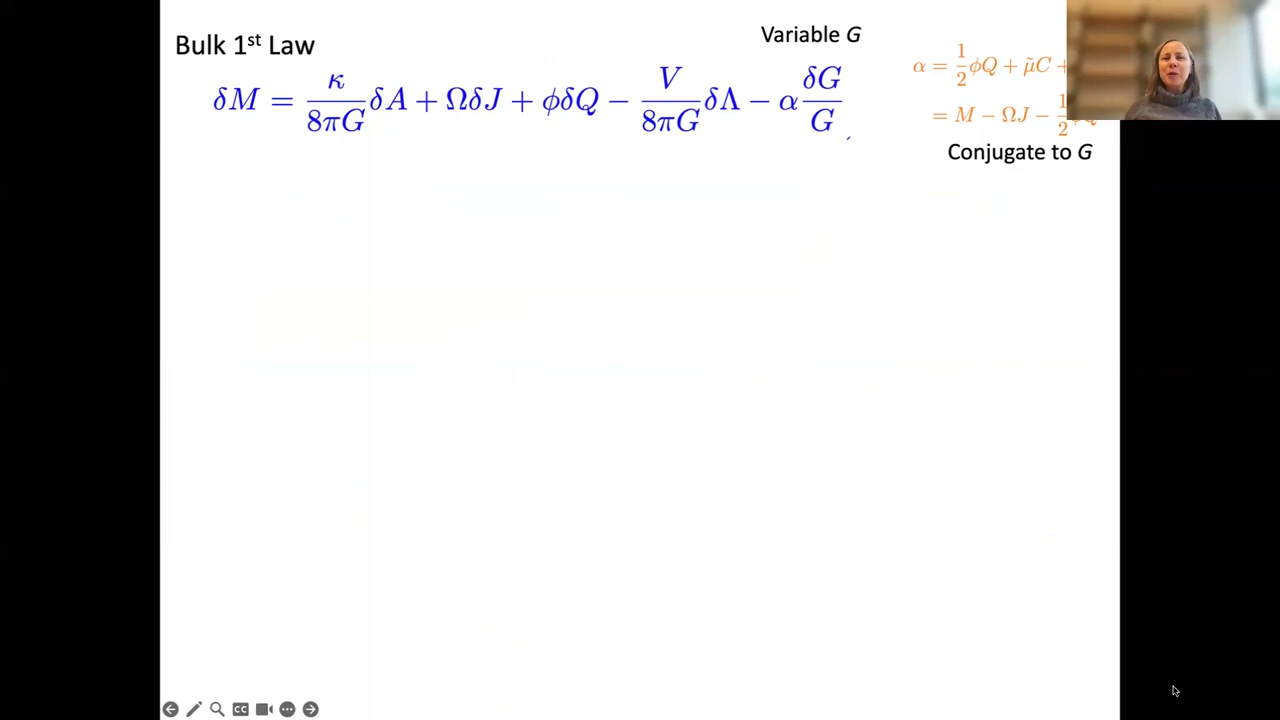 Bulk 1st Law
Variable G
δM = κ/8πG δA + ΩδJ + ϕδQ − V/8πG δΛ − α δG/G
α = 1/2 ϕQ + μ̃C +
= M − ΩJ − 1/2
Conjugate to G
CC